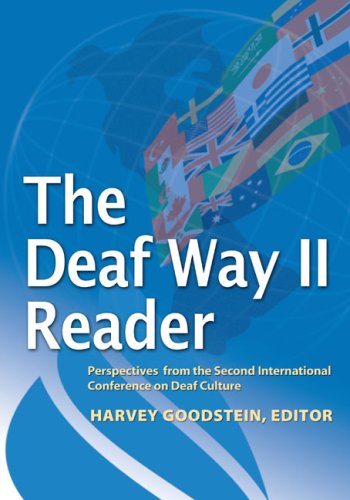 The
Deaf Way II
Reader
Perspectives from the Second International
Conference on Deaf Culture
HARVEY GOODSTEIN, EDITOR